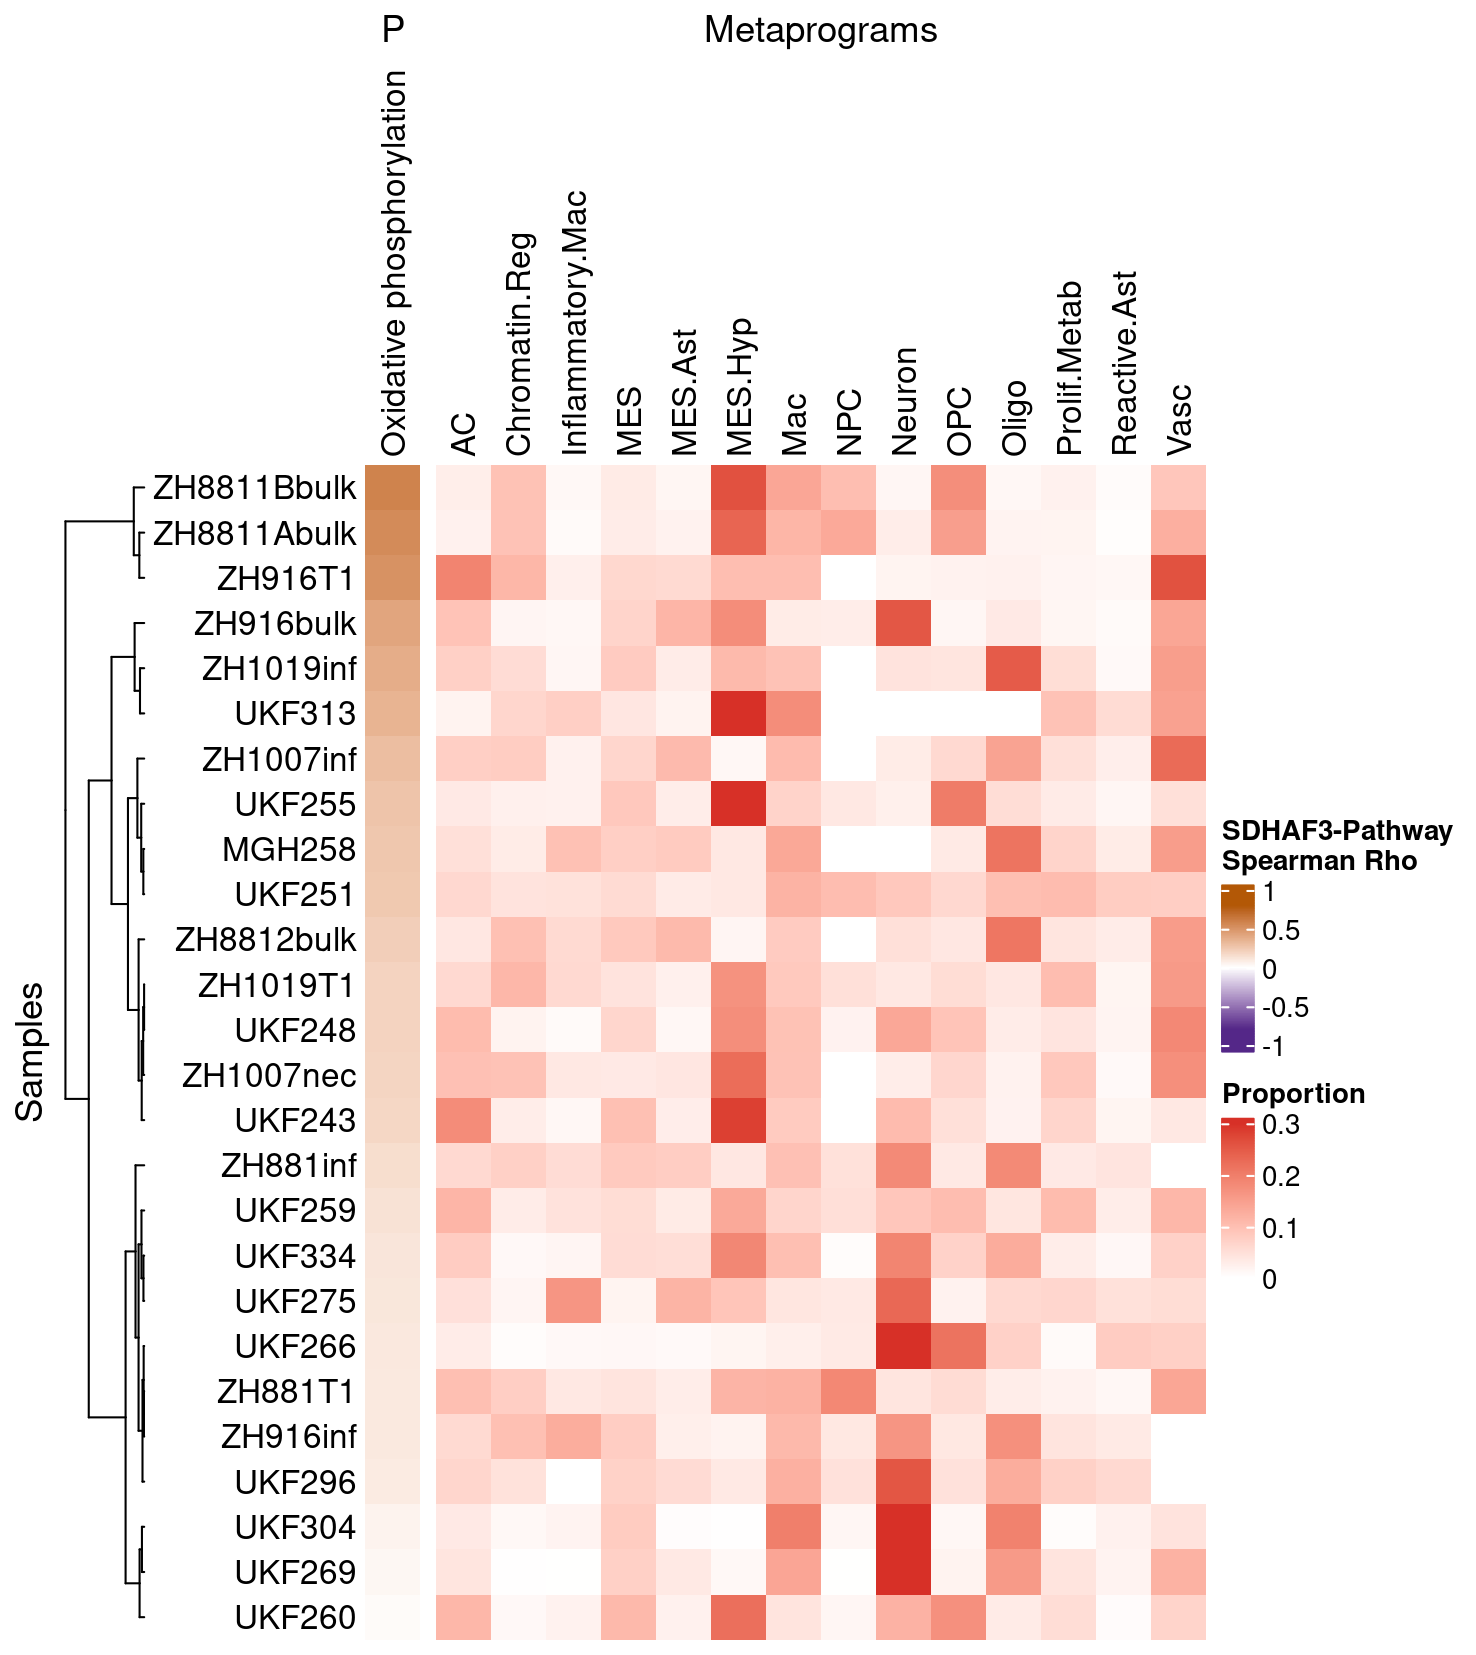 P
Metaprograms
Oxidative phosphorylation
AC
Chromatin.Reg
Inflammatory.Mac
MES
MES.Ast
MES.Hyp
Mac
NPC
Neuron
OPC
Oligo
Prolif.Metab
Reactive.Ast
Vasc
Samples
ZH8811Bbulk
ZH8811Abulk
ZH916T1
ZH916bulk
ZH1019inf
UKF313
ZH1007inf
UKF255
MGH258
UKF251
ZH8812bulk
ZH1019T1
UKF248
ZH1007nec
UKF243
ZH881inf
UKF259
UKF334
UKF275
UKF266
ZH881T1
ZH916inf
UKF296
UKF304
UKF269
UKF260
SDHAF3-Pathway
Spearman Rho
1
0.5
0
-0.5
-1
Proportion
0.3
0.2
0.1
0